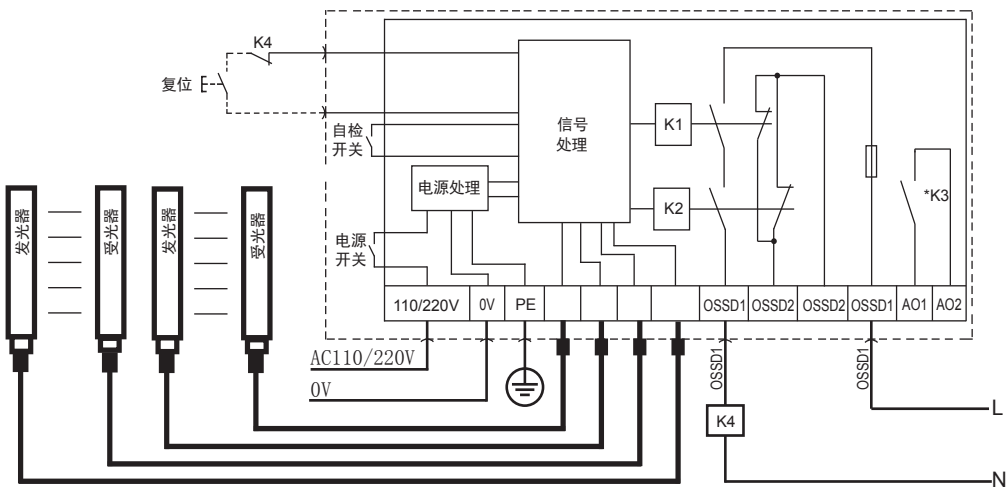 K4
复位
自检
开关
信号
处理
K1
电源处理
K2
*K3
电源
开关
发光器
受光器
发光器
受光器
110/220V
0V
PE
OSSD1
OSSD2
OSSD2
OSSD1
AO1
AO2
AC110/220V
0V
OSSD1
OSSD1
K4
L
N